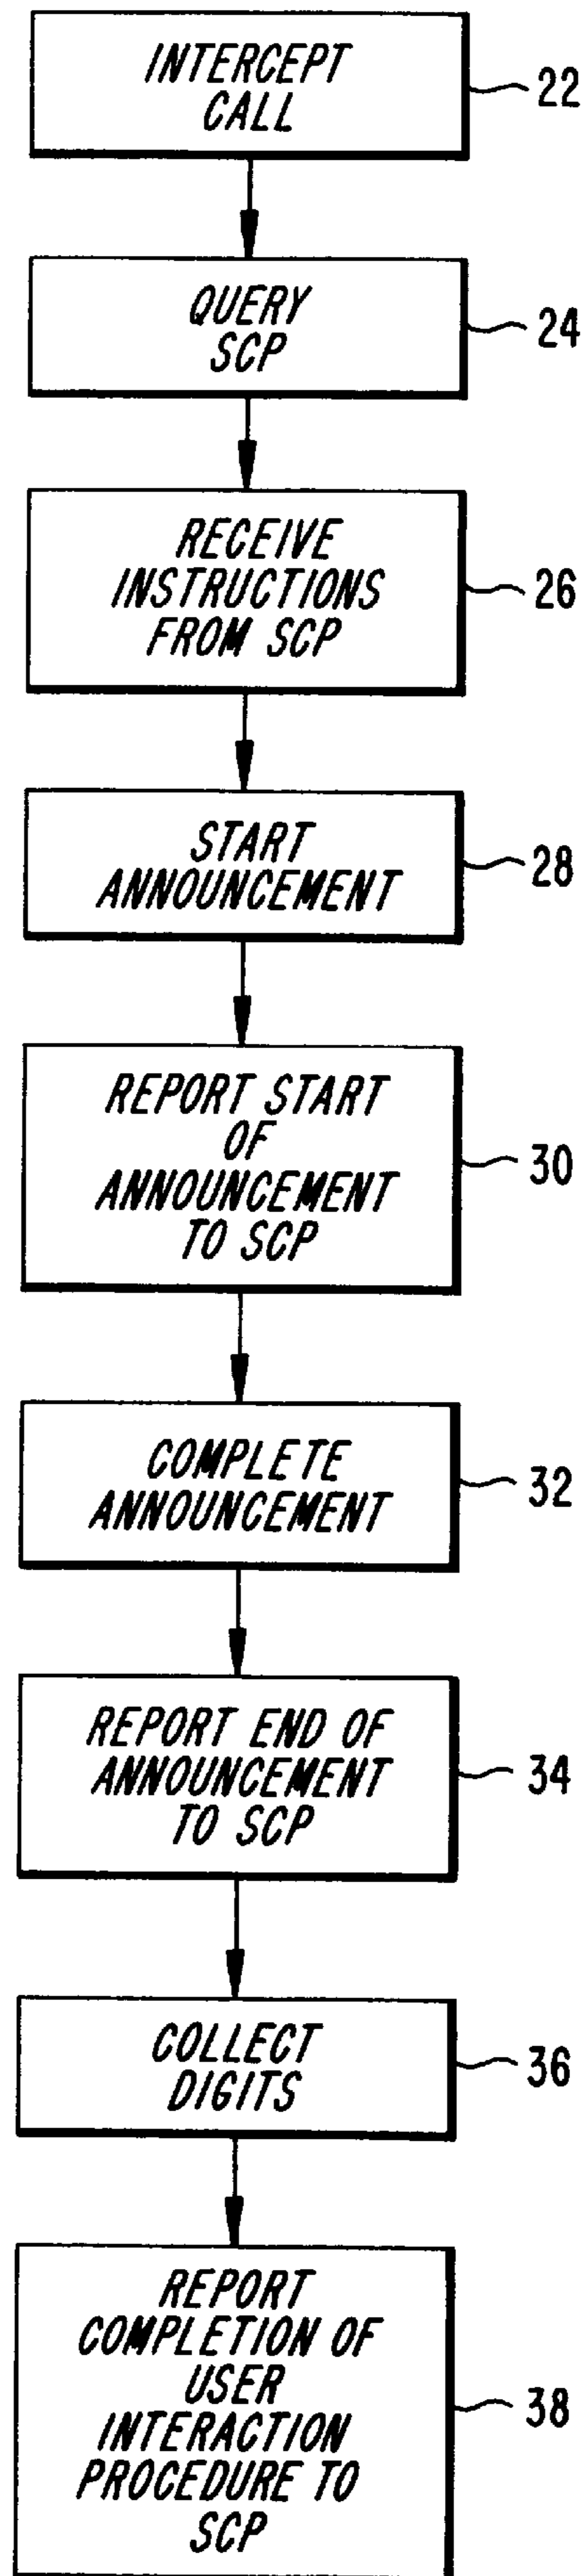 INTERCEPT
CALL
22
QUERY
SCP
24
RECEIVE
INSTRUCTIONS
FROM SCP
26
START
ANNOUNCEMENT
28
REPORT START
OF
ANNOUNCEMENT
TO SCP
30
COMPLETE
ANNOUNCEMENT
32
REPORT END OF
ANNOUNCEMENT
TO SCP
34
COLLECT
DIGITS
36
REPORT
COMPLETION OF
USER
INTERACTION
PROCEDURE TO
SCP
38